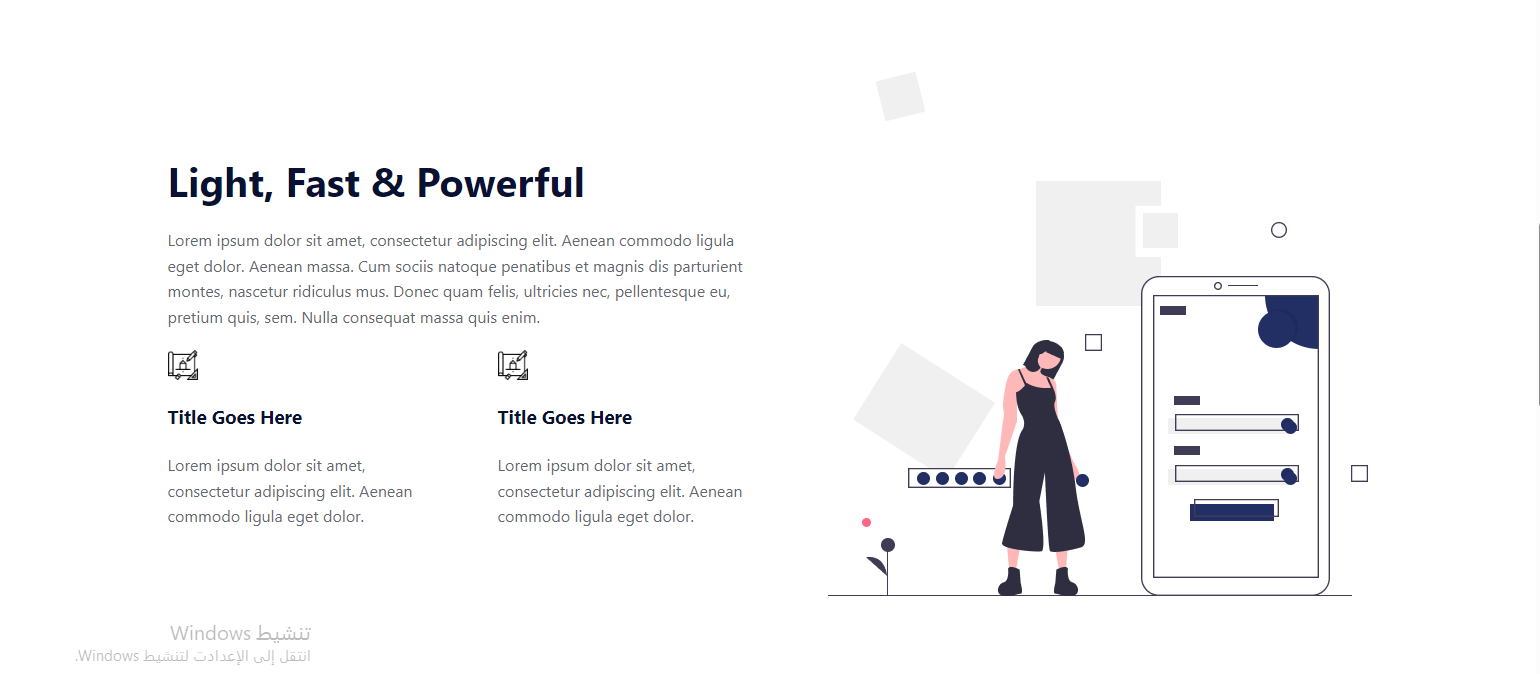 Light, Fast & Powerful
Lorem ipsum dolor sit amet, consectetur adipiscing elit. Aenean commodo ligula
eget dolor. Aenean massa. Cum sociis natoque penatibus et magnis dis parturient
montes, nascetur ridiculus mus. Donec quam felis, ultricies nec, pellentesque eu,
pretium quis, sem. Nulla consequat massa quis enim.
Title Goes Here
Lorem ipsum dolor sit amet,
consectetur adipiscing elit. Aenean
commodo ligula eget dolor.
Title Goes Here
Lorem ipsum dolor sit amet,
consectetur adipiscing elit. Aenean
commodo ligula eget dolor.
تنشيط Windows
انتقل إلى الإعدادت لتنشيط Windows.